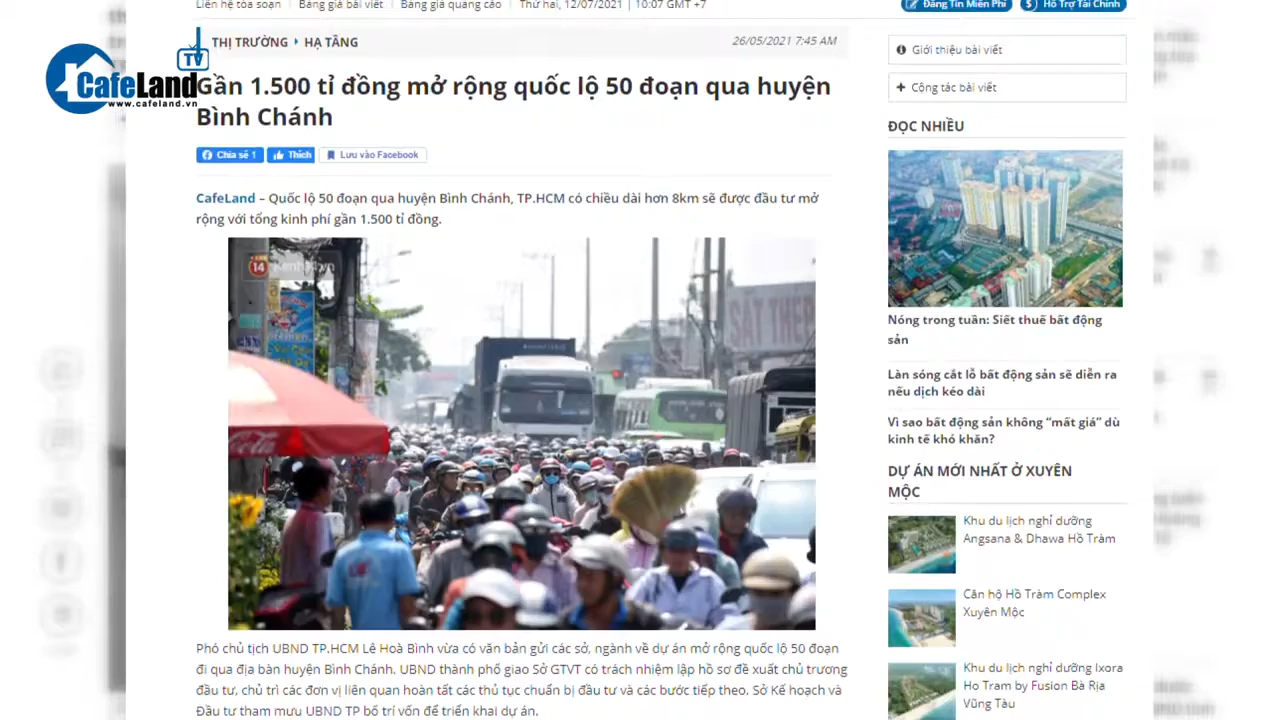 Liên hệ tòa soạn | Bảng giá bài viết | Bảng giá quảng cáo | Thứ hai, 12/07/2021 | 10:07 GMT +7
Đăng Tin Miễn Phí
$ Hỗ Trợ Tài Chính
CafeLand TV
www.cafeland.vn
THỊ TRƯỜNG ‣ HẠ TẦNG
26/05/2021 7:45 AM
Gần 1.500 tỉ đồng mở rộng quốc lộ 50 đoạn qua huyện
Bình Chánh
Chia sẻ 1
Thích
Lưu vào Facebook
CafeLand – Quốc lộ 50 đoạn qua huyện Bình Chánh, TP.HCM có chiều dài hơn 8km sẽ được đầu tư mở
rộng với tổng kinh phí gần 1.500 tỉ đồng.
14
SẮT THÉP
Coca-Cola
Phó chủ tịch UBND TP.HCM Lê Hoà Bình vừa có văn bản gửi các sở, ngành về dự án mở rộng quốc lộ 50 đoạn
đi qua địa bàn huyện Bình Chánh. UBND thành phố giao Sở GTVT có trách nhiệm lập hồ sơ đề xuất chủ trương
đầu tư, chủ trì các đơn vị liên quan hoàn tất các thủ tục chuẩn bị đầu tư và các bước tiếp theo. Sở Kế hoạch và
Đầu tư tham mưu UBND TP bố trí vốn để triển khai dự án.
Giới thiệu bài viết
+ Cộng tác bài viết
ĐỌC NHIỀU
Nóng trong tuần: Siết thuế bất động
sản
Làn sóng cắt lỗ bất động sản sẽ diễn ra
nếu dịch kéo dài
Vì sao bất động sản không “mất giá” dù
kinh tế khó khăn?
DỰ ÁN MỚI NHẤT Ở XUYÊN
MỘC
Khu du lịch nghỉ dưỡng
Angsana & Dhawa Hồ Tràm
Căn hộ Hồ Tràm Complex
Xuyên Mộc
Khu du lịch nghỉ dưỡng Ixora
Ho Tram by Fusion Bà Rịa
Vũng Tàu